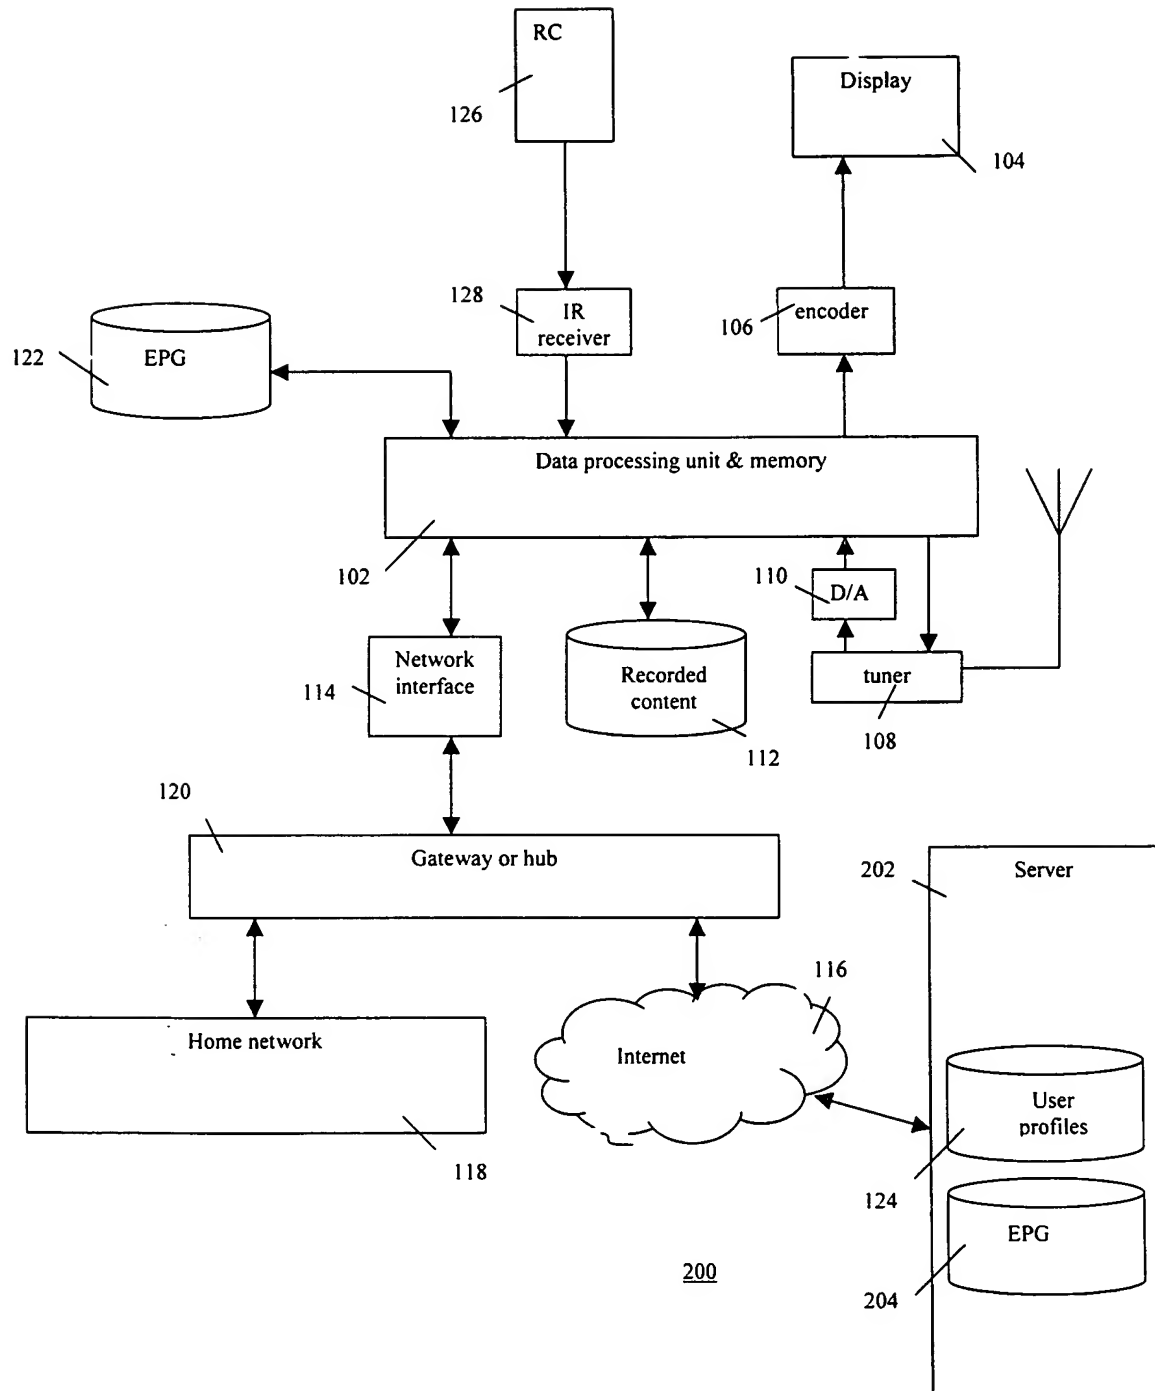 RC
126
Display
104
128
IR
receiver
106
encoder
122
EPG
Data processing unit & memory
102
110
D/A
Network
interface
114
Recorded
content
112
tuner
108
120
Gateway or hub
202
Server
116
Home network
118
Internet
User
profiles
124
EPG
204
200